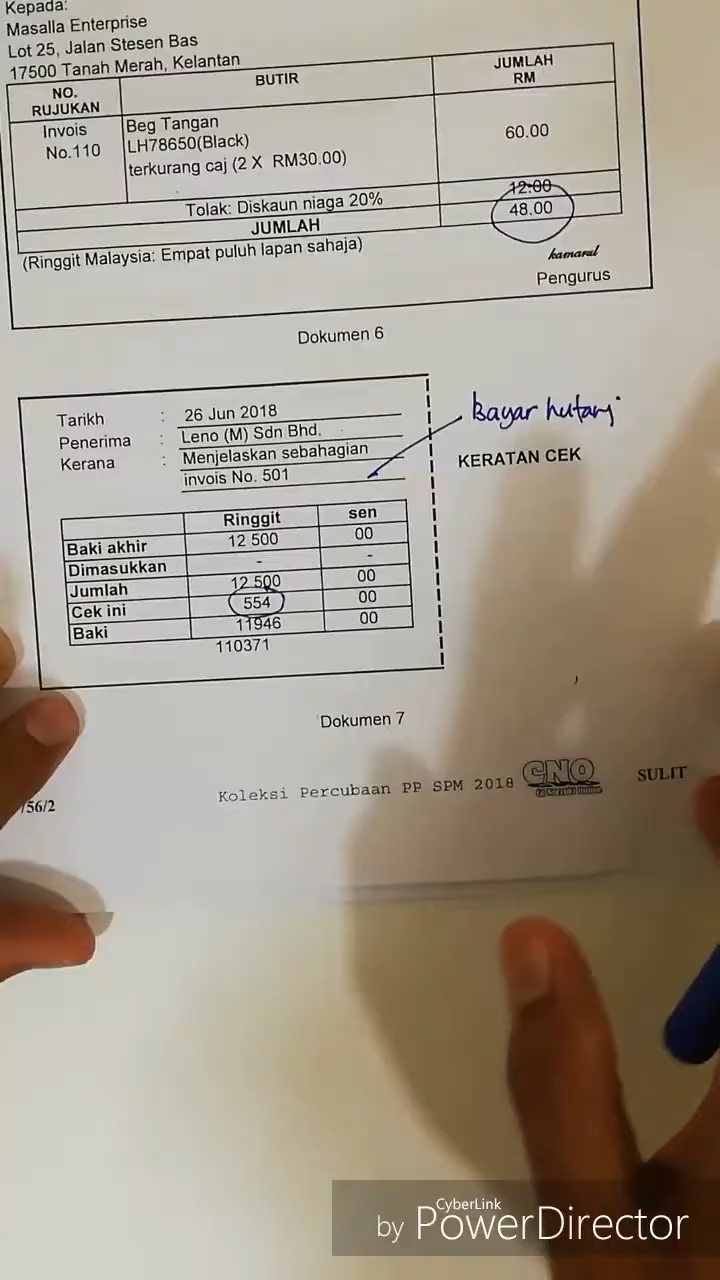 Kepada:
Masalla Enterprise
Lot 25, Jalan Stesen Bas
17500 Tanah Merah, Kelantan
NO. RUJUKAN BUTIR JUMLAH RM
Invois No.110 Beg Tangan
LH78650(Black)
terkurang caj (2 X RM30.00) 60.00
Tolak: Diskaun niaga 20% 12.00
JUMLAH 48.00
(Ringgit Malaysia: Empat puluh lapan sahaja)
kamarul
Pengurus
Dokumen 6
Tarikh : 26 Jun 2018
Penerima : Leno (M) Sdn Bhd.
Kerana : Menjelaskan sebahagian
invois No. 501
Bayar hutang
KERATAN CEK
Ringgit sen
Baki akhir 12 500 00
Dimasukkan - -
Jumlah 12 500 00
Cek ini 554 00
Baki 11946 00
110371
Dokumen 7
/56/2
Koleksi Percubaan PP SPM 2018 CNO
SULIT
CyberLink
by PowerDirector